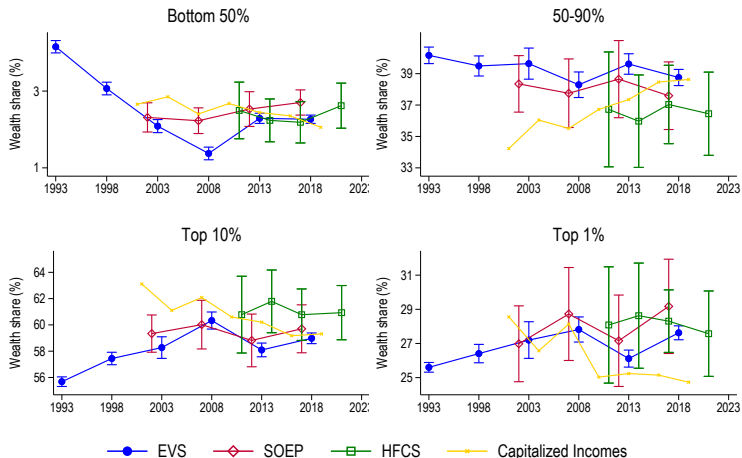 Bottom 50%
Wealth share (%)
3
1
1993 1998 2003 2008 2013 2018 2023
50-90%
Wealth share (%)
39
37
35
33
1993 1998 2003 2008 2013 2018 2023
Top 10%
Wealth share (%)
64
62
60
58
56
1993 1998 2003 2008 2013 2018 2023
Top 1%
Wealth share (%)
31
29
27
25
1993 1998 2003 2008 2013 2018 2023
EVS SOEP HFCS Capitalized Incomes